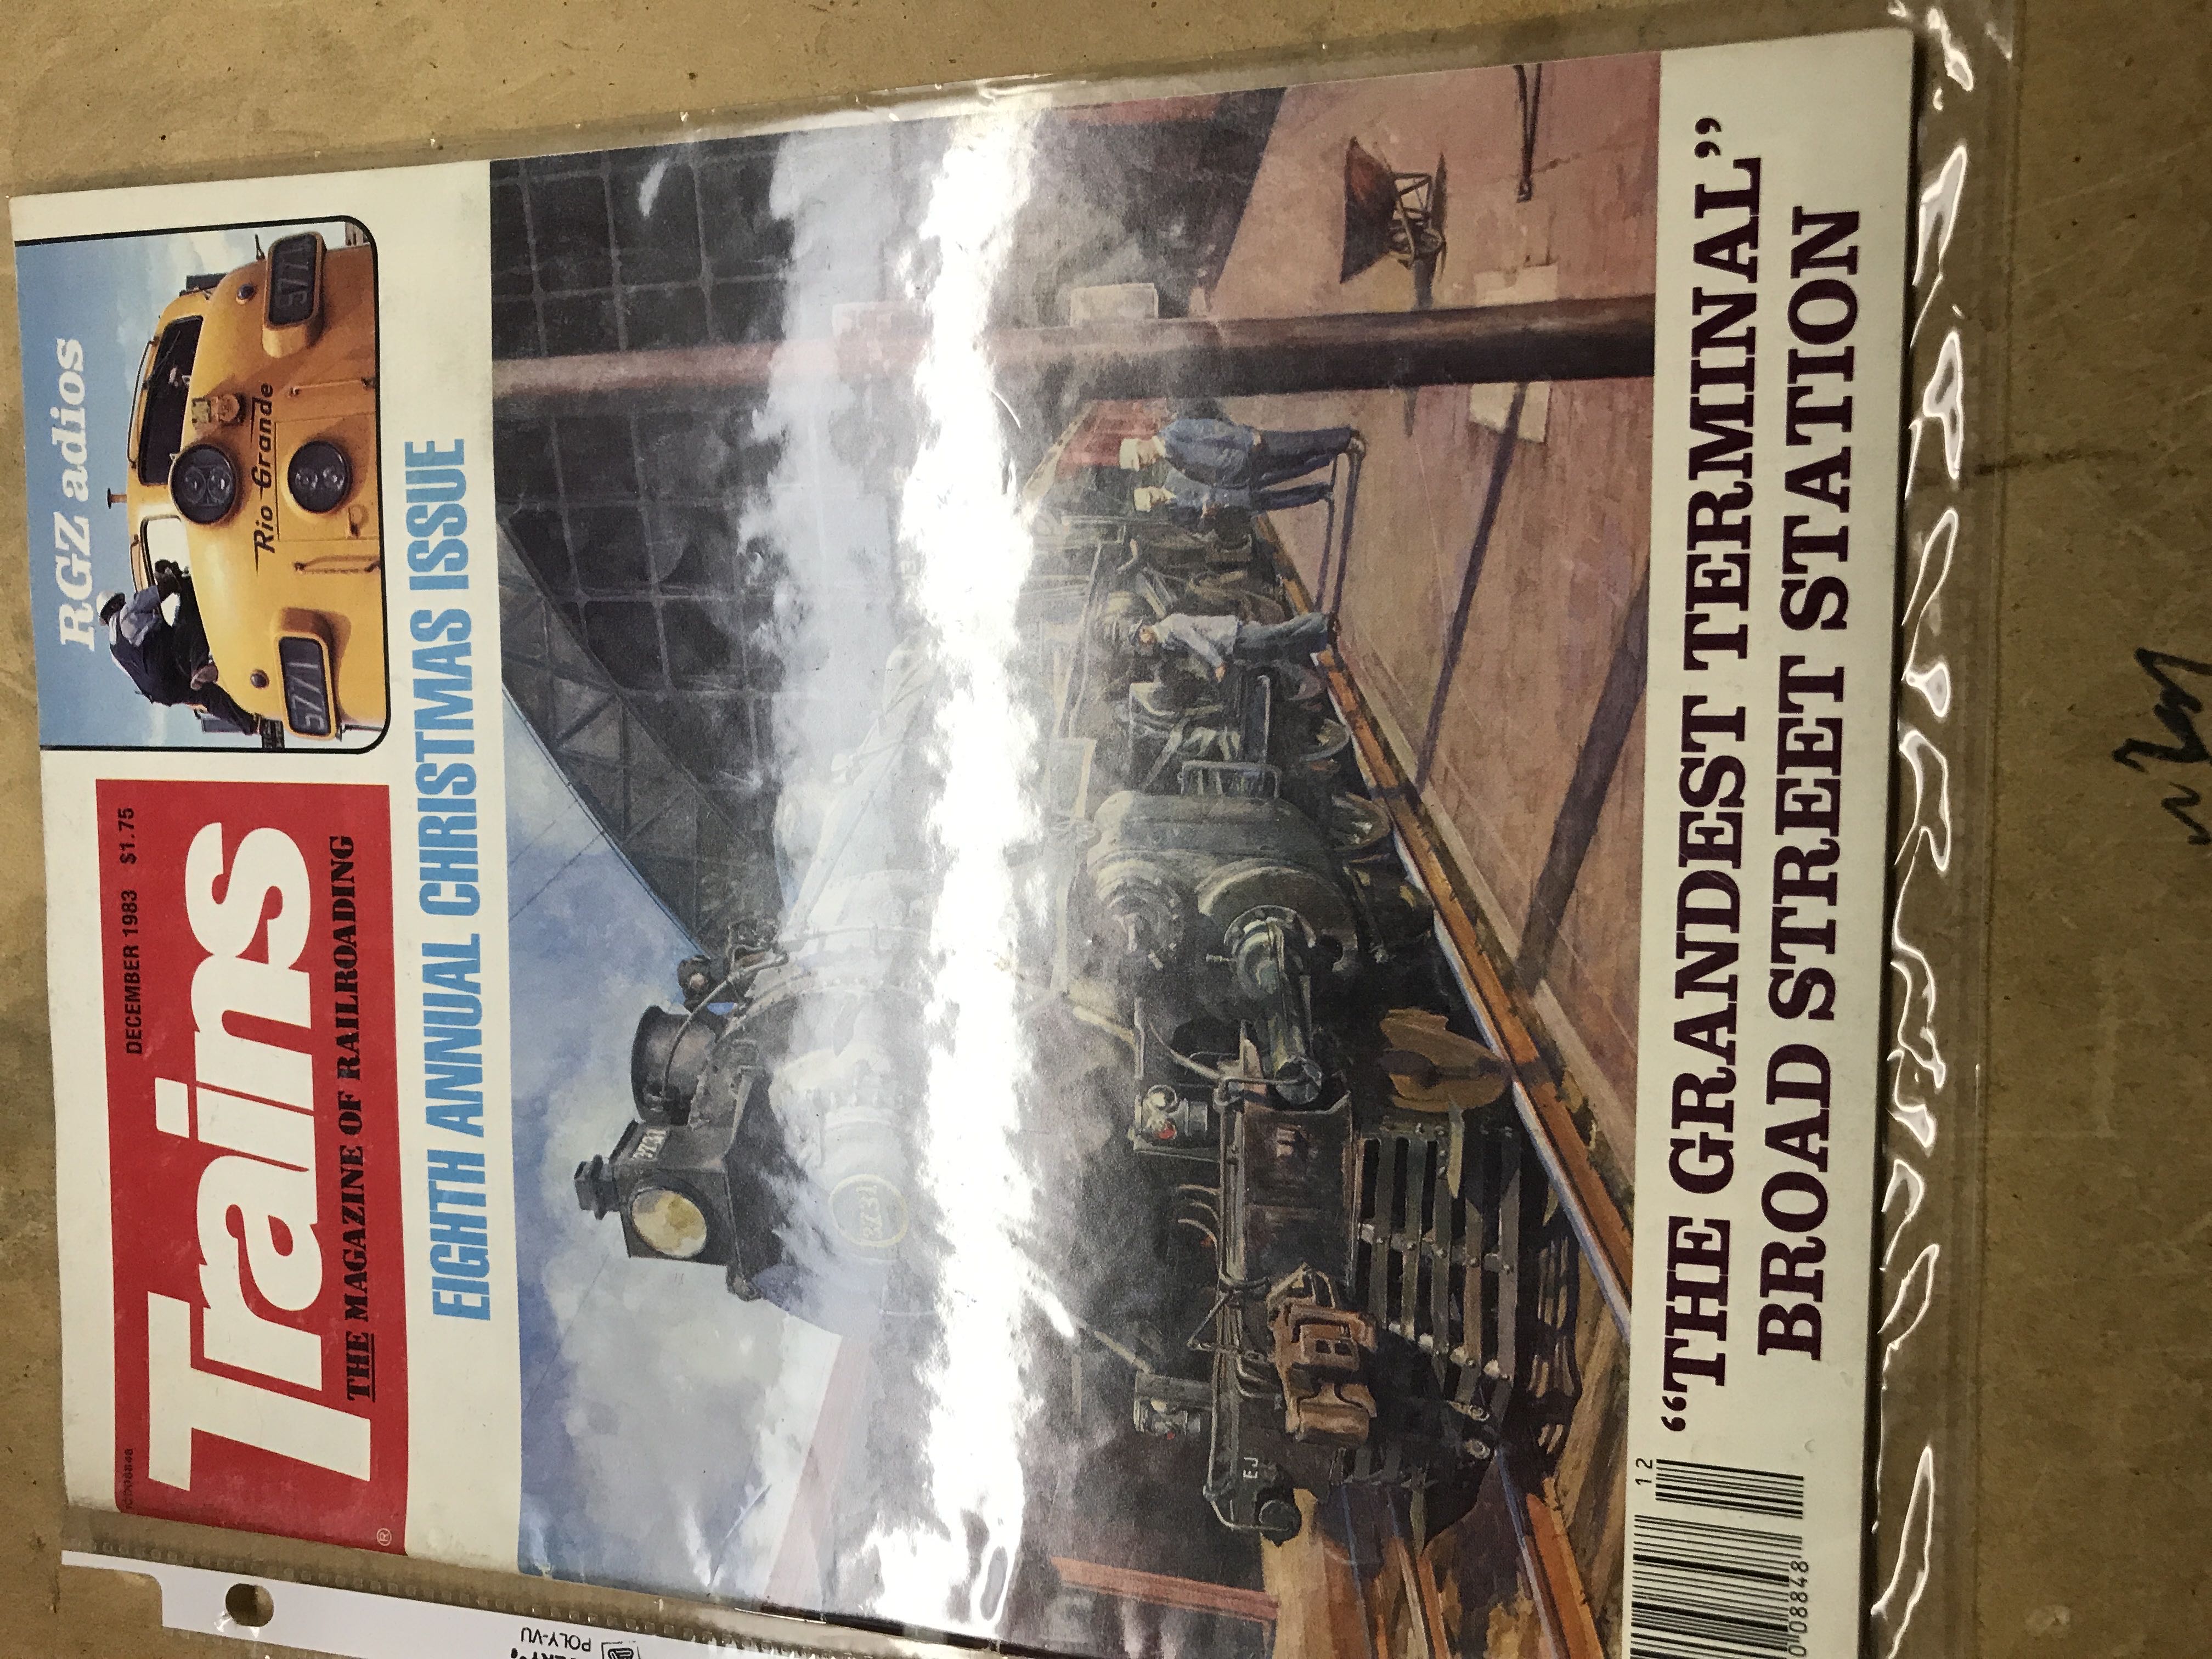 DECEMBER 1983 $1.75
Trains
THE MAGAZINE OF RAILROADING
®
RGZ adios
Rio Grande
5771
5771
EIGHTH ANNUAL CHRISTMAS ISSUE
EJ
12
08848
"THE GRANDEST TERMINAL"
BROAD STREET STATION
POLY-VU